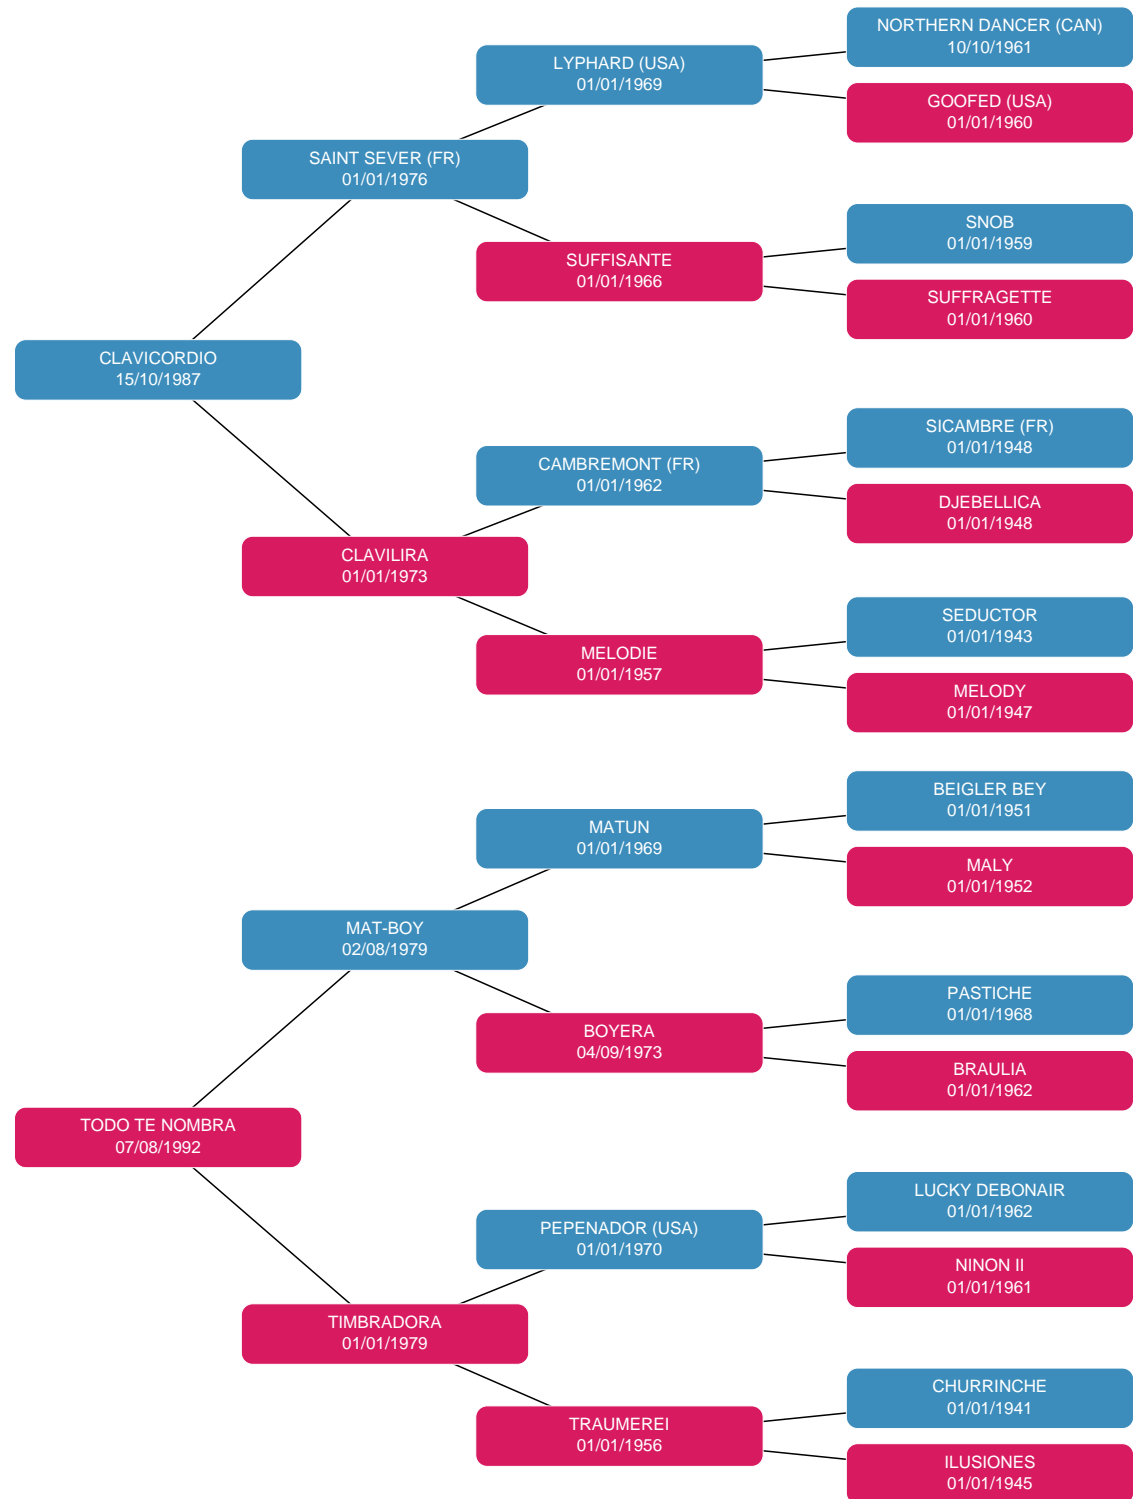 NORTHERN DANCER (CAN)
10/10/1961
LYPHARD (USA)
01/01/1969
GOOFED (USA)
01/01/1960
SAINT SEVER (FR)
01/01/1976
SNOB
01/01/1959
SUFFISANTE
01/01/1966
SUFFRAGETTE
01/01/1960
CLAVICORDIO
15/10/1987
SICAMBRE (FR)
01/01/1948
CAMBREMONT (FR)
01/01/1962
DJEBELLICA
01/01/1948
CLAVILIRA
01/01/1973
SEDUCTOR
01/01/1943
MELODIE
01/01/1957
MELODY
01/01/1947
BEIGLER BEY
01/01/1951
MATUN
01/01/1969
MALY
01/01/1952
MAT-BOY
02/08/1979
PASTICHE
01/01/1968
BOYERA
04/09/1973
BRAULIA
01/01/1962
TODO TE NOMBRA
07/08/1992
LUCKY DEBONAIR
01/01/1962
PEPENADOR (USA)
01/01/1970
NINON II
01/01/1961
TIMBRADORA
01/01/1979
CHURRINCHE
01/01/1941
TRAUMEREI
01/01/1956
ILUSIONES
01/01/1945